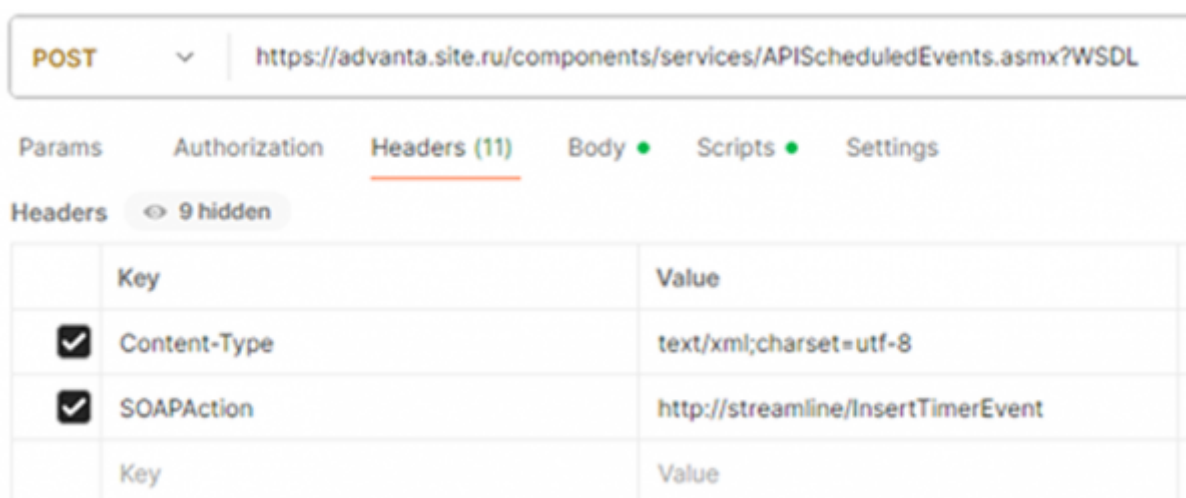 POST https://advanta.site.ru/components/services/APIScheduledEvents.asmx?WSDL
Params Authorization Headers (11) Body Scripts Settings
Headers 9 hidden
Key Value
Content-Type text/xml;charset=utf-8
SOAPAction http://streamline/InsertTimerEvent
Key Value